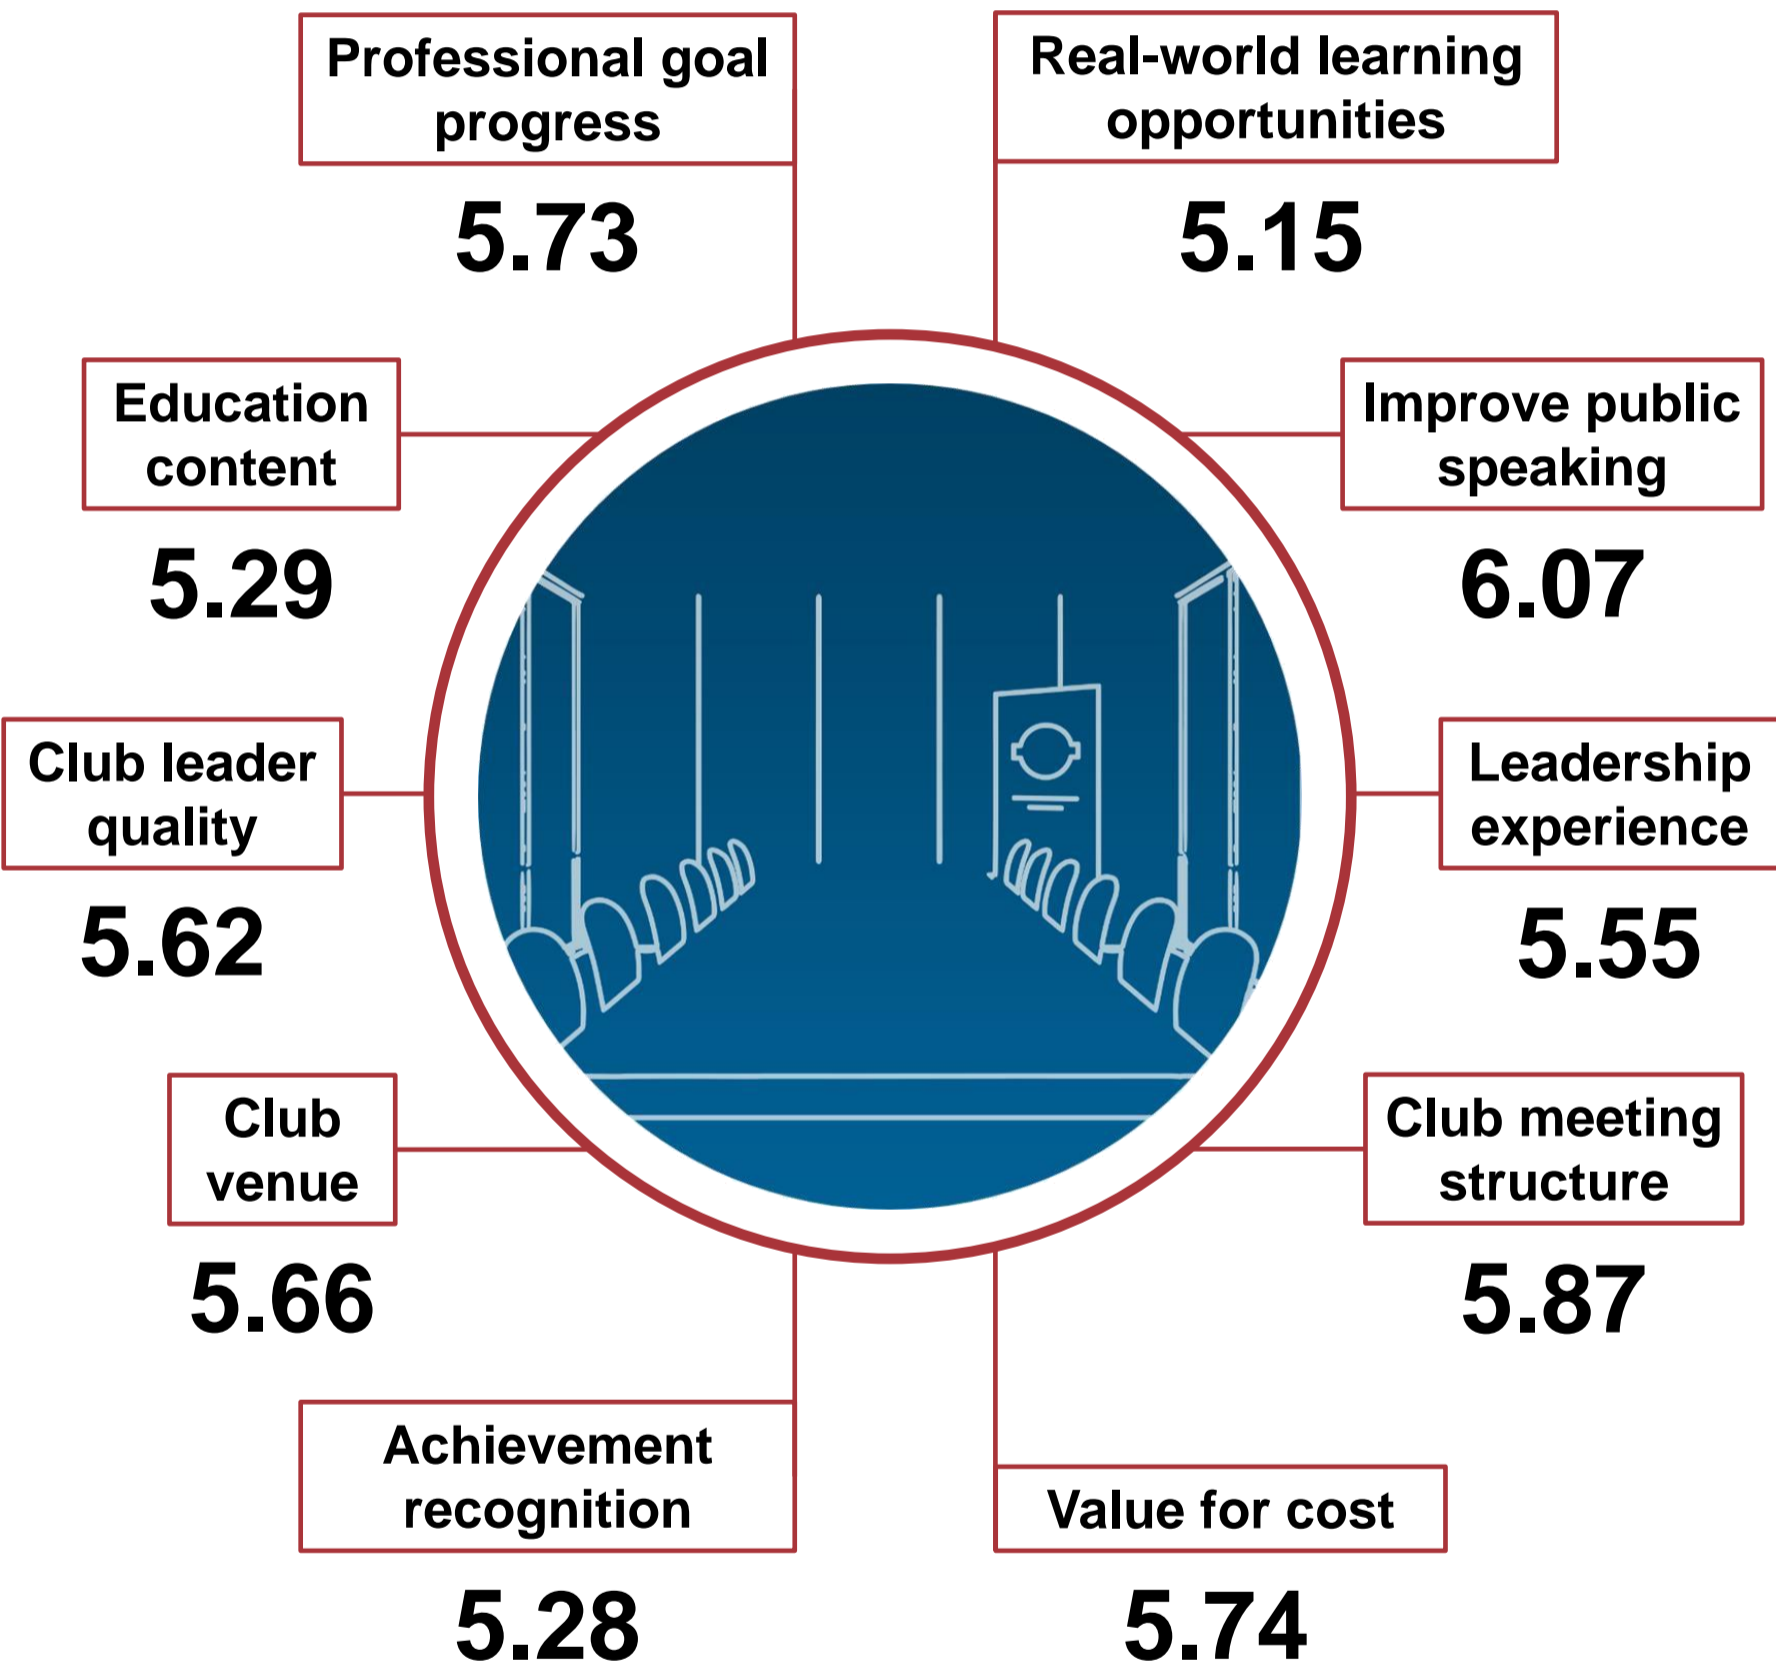 Professional goal
progress
5.73
Real-world learning
opportunities
5.15
Education
content
5.29
Improve public
speaking
6.07
Club leader
quality
5.62
Leadership
experience
5.55
Club
venue
5.66
Club meeting
structure
5.87
Achievement
recognition
5.28
Value for cost
5.74